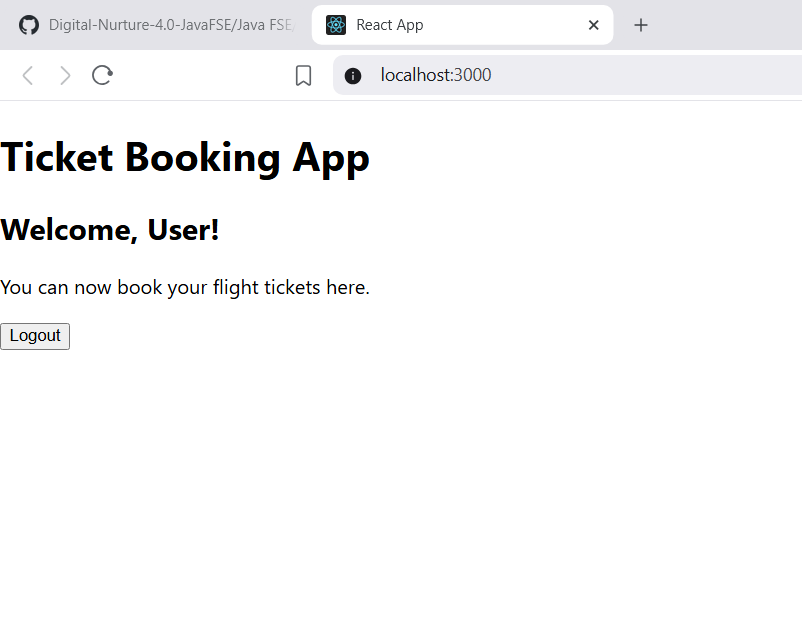 Digital-Nurture-4.0-JavaFSE/Java FSE/
React App
localhost:3000
Ticket Booking App
Welcome, User!
You can now book your flight tickets here.
Logout